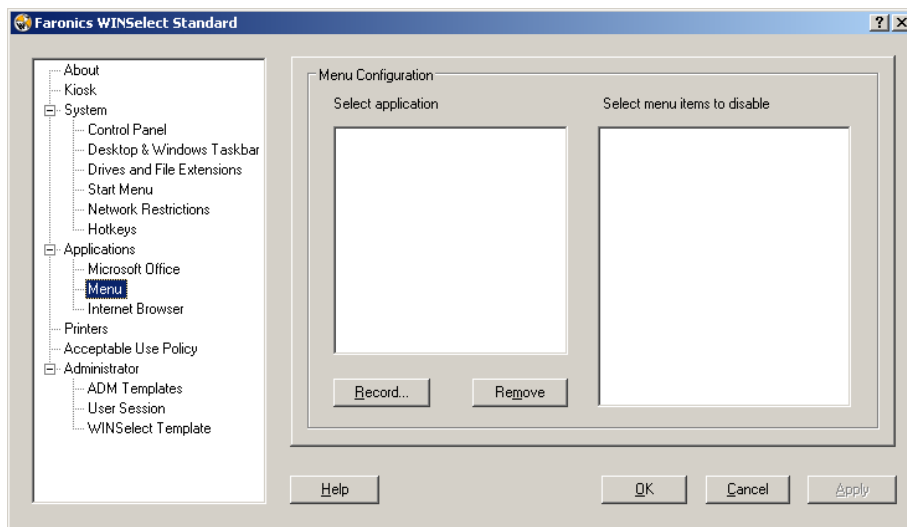 Faronics WINSelect Standard
About
Kiosk
System
Control Panel
Desktop & Windows Taskbar
Drives and File Extensions
Start Menu
Network Restrictions
Hotkeys
Applications
Microsoft Office
Menu
Internet Browser
Printers
Acceptable Use Policy
Administrator
ADM Templates
User Session
WINSelect Template
Menu Configuration
Select application
Select menu items to disable
Record...
Remove
Help
OK
Cancel
Apply